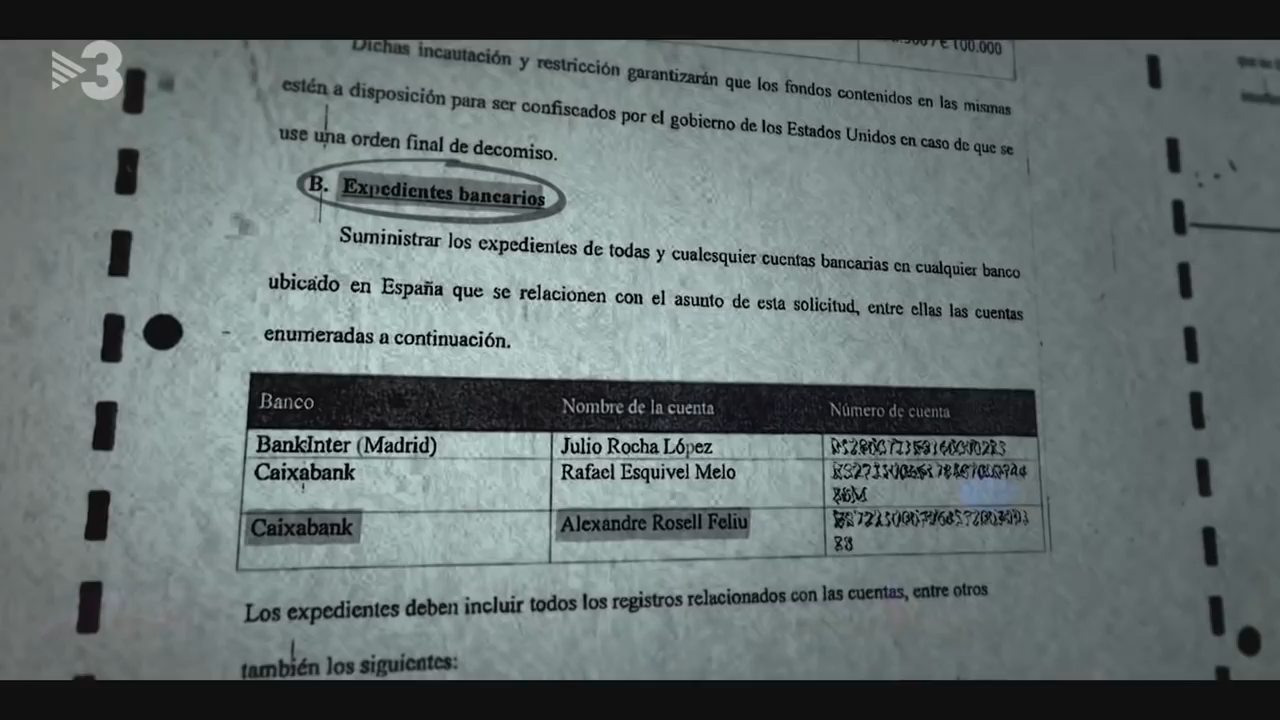 3
€ 100.000
Dichas incautación y restricción garantizarán que los fondos contenidos en las mismas
estén a disposición para ser confiscados por el gobierno de los Estados Unidos en caso de que se
use una orden final de decomiso.
B. Expedientes bancarios
Suministrar los expedientes de todas y cualesquier cuentas bancarias en cualquier banco
ubicado en España que se relacionen con el asunto de esta solicitud, entre ellas las cuentas
enumeradas a continuación.
Banco Nombre de la cuenta Número de cuenta
BankInter (Madrid) Julio Rocha López
Caixabank Rafael Esquivel Melo
Caixabank Alexandre Rosell Feliu
Los expedientes deben incluir todos los registros relacionados con las cuentas, entre otros
también los siguientes: